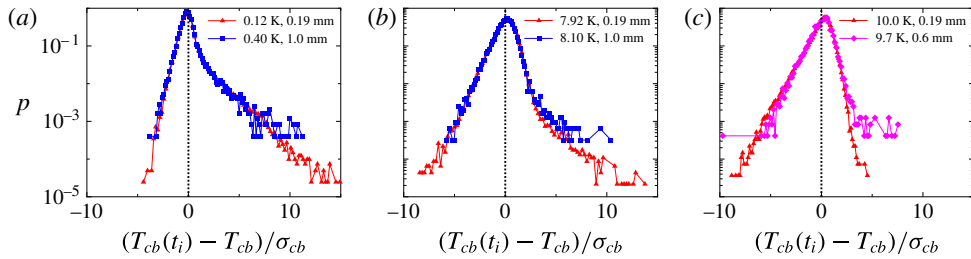 (a)
0.12 K, 0.19 mm
0.40 K, 1.0 mm
(b)
7.92 K, 0.19 mm
8.10 K, 1.0 mm
(c)
10.0 K, 0.19 mm
9.7 K, 0.6 mm
p
10⁻¹
10⁻³
10⁻⁵
−10 0 10
−10 0 10
−10 0 10
(T_cb(t_i) − T_cb)/σ_cb
(T_cb(t_i) − T_cb)/σ_cb
(T_cb(t_i) − T_cb)/σ_cb